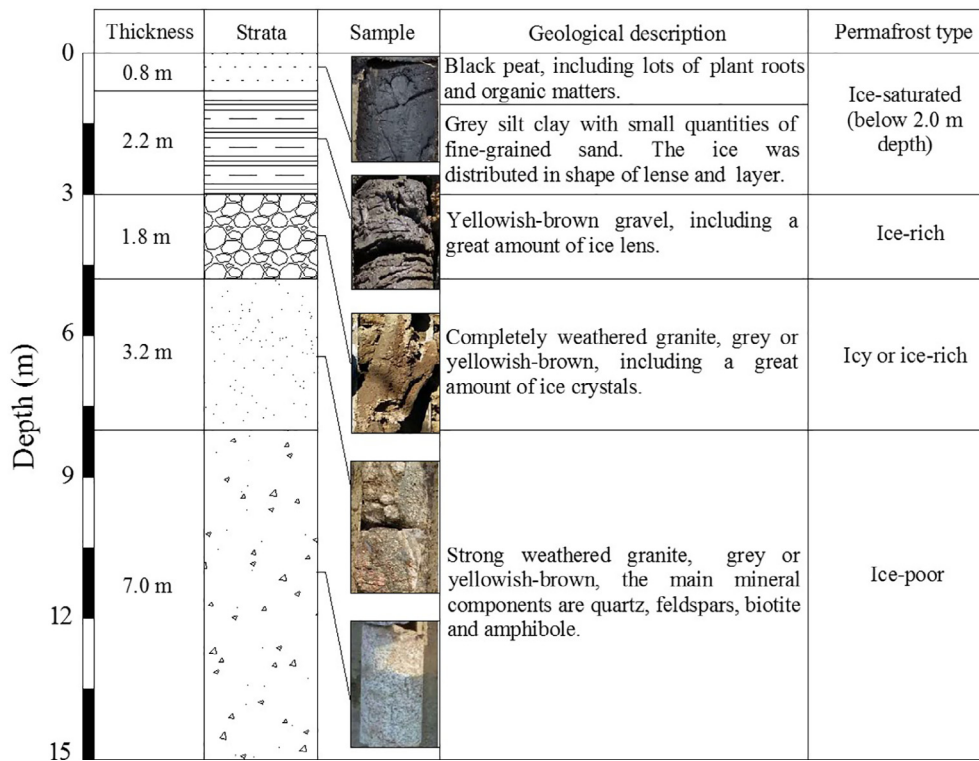 Thickness
Strata
Sample
Geological description
Permafrost type
Depth (m)
0
3
6
9
12
15
0.8 m
Black peat, including lots of plant roots
and organic matters.
Ice-saturated
(below 2.0 m
depth)
2.2 m
Grey silt clay with small quantities of
fine-grained sand. The ice was
distributed in shape of lense and layer.
1.8 m
Yellowish-brown gravel, including a
great amount of ice lens.
Ice-rich
3.2 m
Completely weathered granite, grey or
yellowish-brown, including a great
amount of ice crystals.
Icy or ice-rich
7.0 m
Strong weathered granite, grey or
yellowish-brown, the main mineral
components are quartz, feldspars, biotite
and amphibole.
Ice-poor